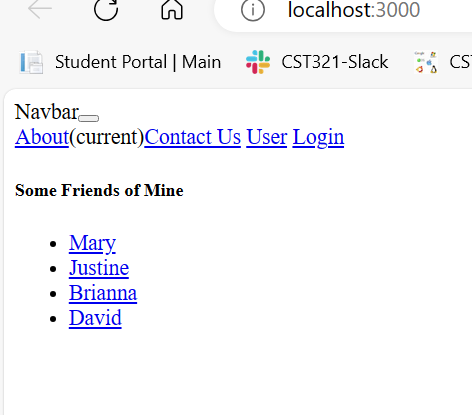 localhost:3000
Student Portal | Main CST321-Slack CS
Navbar
About(current)Contact Us User Login
Some Friends of Mine
Mary
Justine
Brianna
David